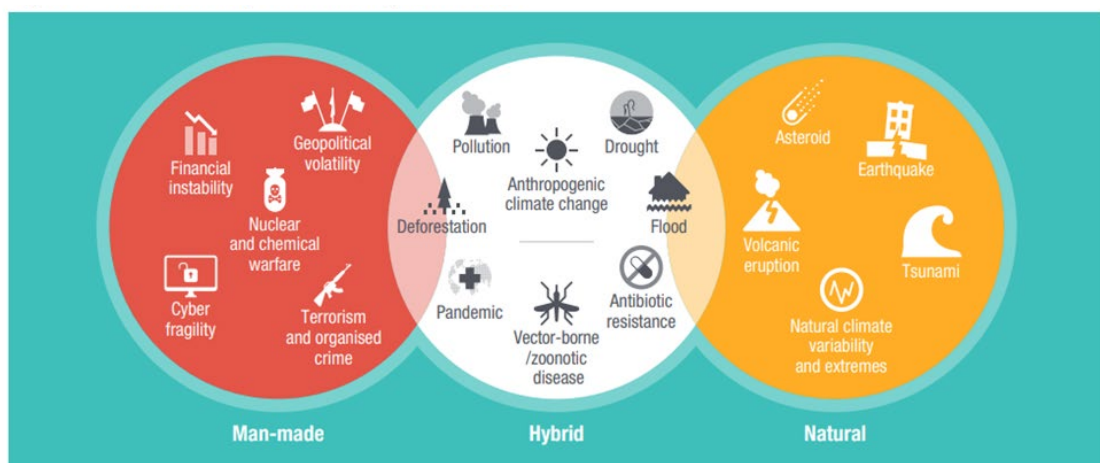 Financial
instability
Geopolitical
volatility
Nuclear
and chemical
warfare
Cyber
fragility
Terrorism
and organised
crime
Man-made
Pollution
Drought
Anthropogenic
climate change
Deforestation
Flood
Pandemic
Vector-borne
/zoonotic
disease
Antibiotic
resistance
Hybrid
Asteroid
Earthquake
Volcanic
eruption
Tsunami
Natural climate
variability
and extremes
Natural